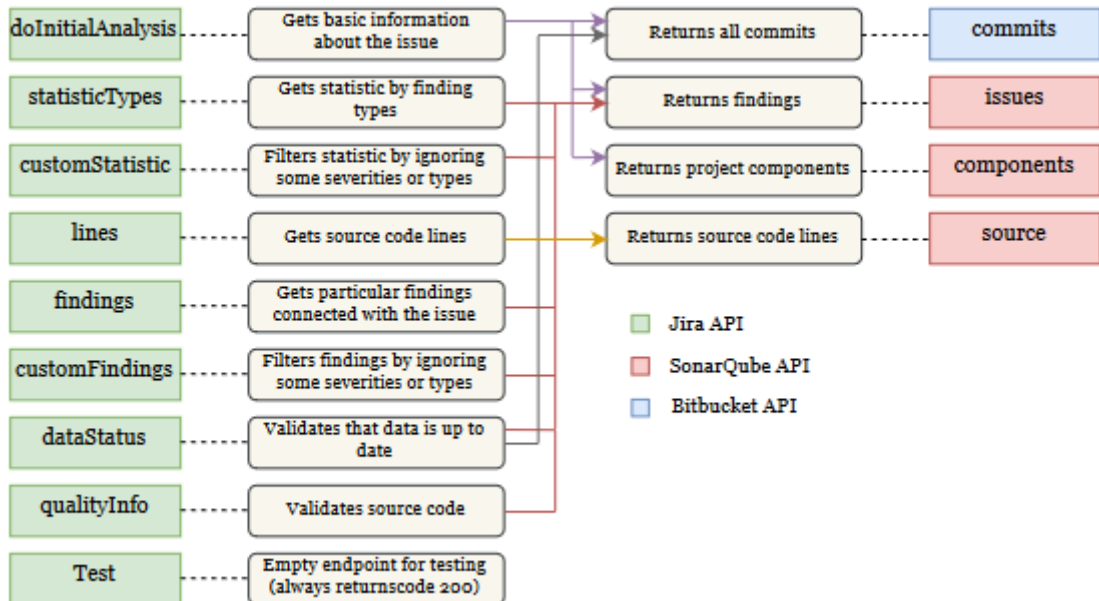 doInitialAnalysis
Gets basic information
about the issue
Returns all commits
commits
statisticTypes
Gets statistic by finding
types
Returns findings
issues
customStatistic
Filters statistic by ignoring
some severities or types
Returns project components
components
lines
Gets source code lines
Returns source code lines
source
findings
Gets particular findings
connected with the issue
customFindings
Filters findings by ignoring
some severities or types
dataStatus
Validates that data is up to
date
qualityInfo
Validates source code
Test
Empty endpoint for testing
(always returnscode 200)
Jira API
SonarQube API
Bitbucket API